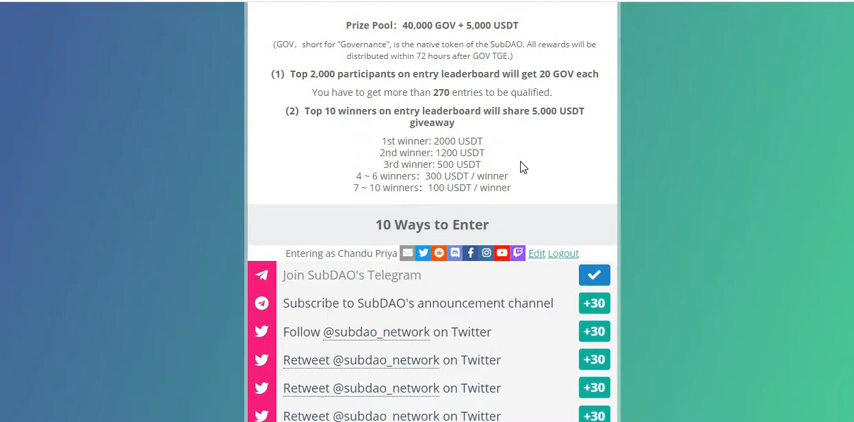 Prize Pool: 40,000 GOV + 5,000 USDT
(GOV, short for "Governance", is the native token of the SubDAO. All rewards will be
distributed within 72 hours after GOV TGE.)
(1) Top 2,000 participants on entry leaderboard will get 20 GOV each
You have to get more than 270 entries to be qualified.
(2) Top 10 winners on entry leaderboard will share 5,000 USDT
giveaway
1st winner: 2000 USDT
2nd winner: 1200 USDT
3rd winner: 500 USDT
4 ~ 6 winners: 300 USDT / winner
7 ~ 10 winners: 100 USDT / winner
10 Ways to Enter
Entering as Chandu Priya Edit Logout
Join SubDAO's Telegram
Subscribe to SubDAO's announcement channel +30
Follow @subdao_network on Twitter +30
Retweet @subdao_network on Twitter +30
Retweet @subdao_network on Twitter +30
Retweet @subdao_network on Twitter +30